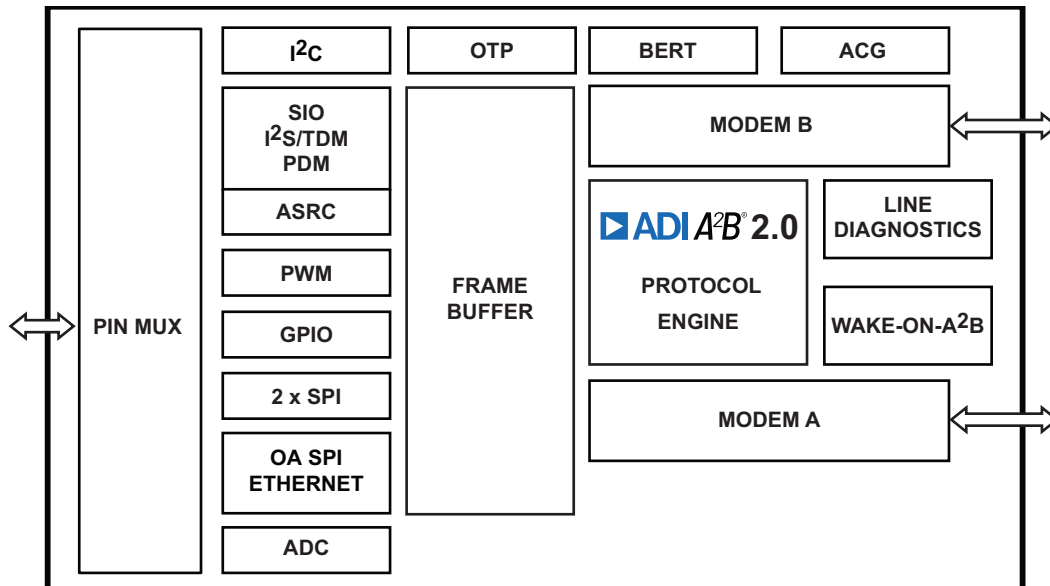 I²C
OTP
BERT
ACG
SIO
I²S/TDM
PDM
MODEM B
ASRC
ADI A²B® 2.0
LINE
DIAGNOSTICS
PWM
FRAME
BUFFER
PROTOCOL
ENGINE
PIN MUX
GPIO
WAKE-ON-A²B
2 x SPI
MODEM A
OA SPI
ETHERNET
ADC